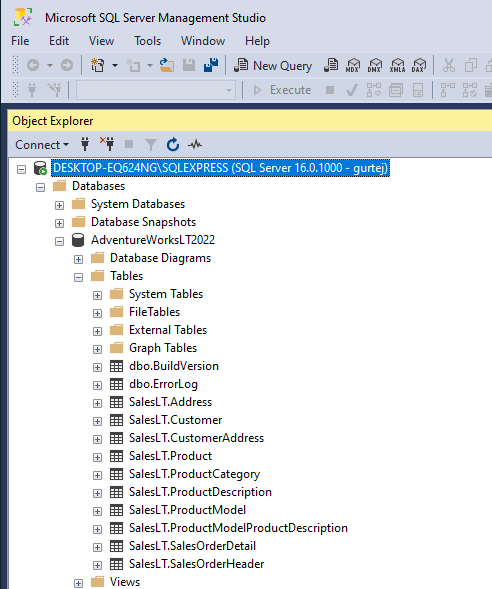 Microsoft SQL Server Management Studio
File Edit View Tools Window Help
New Query MDX DMX XMLA DAX
Execute
Object Explorer
Connect
DESKTOP-EQ624NG\SQLEXPRESS (SQL Server 16.0.1000 - gurtej)
Databases
System Databases
Database Snapshots
AdventureWorksLT2022
Database Diagrams
Tables
System Tables
FileTables
External Tables
Graph Tables
dbo.BuildVersion
dbo.ErrorLog
SalesLT.Address
SalesLT.Customer
SalesLT.CustomerAddress
SalesLT.Product
SalesLT.ProductCategory
SalesLT.ProductDescription
SalesLT.ProductModel
SalesLT.ProductModelProductDescription
SalesLT.SalesOrderDetail
SalesLT.SalesOrderHeader
Views